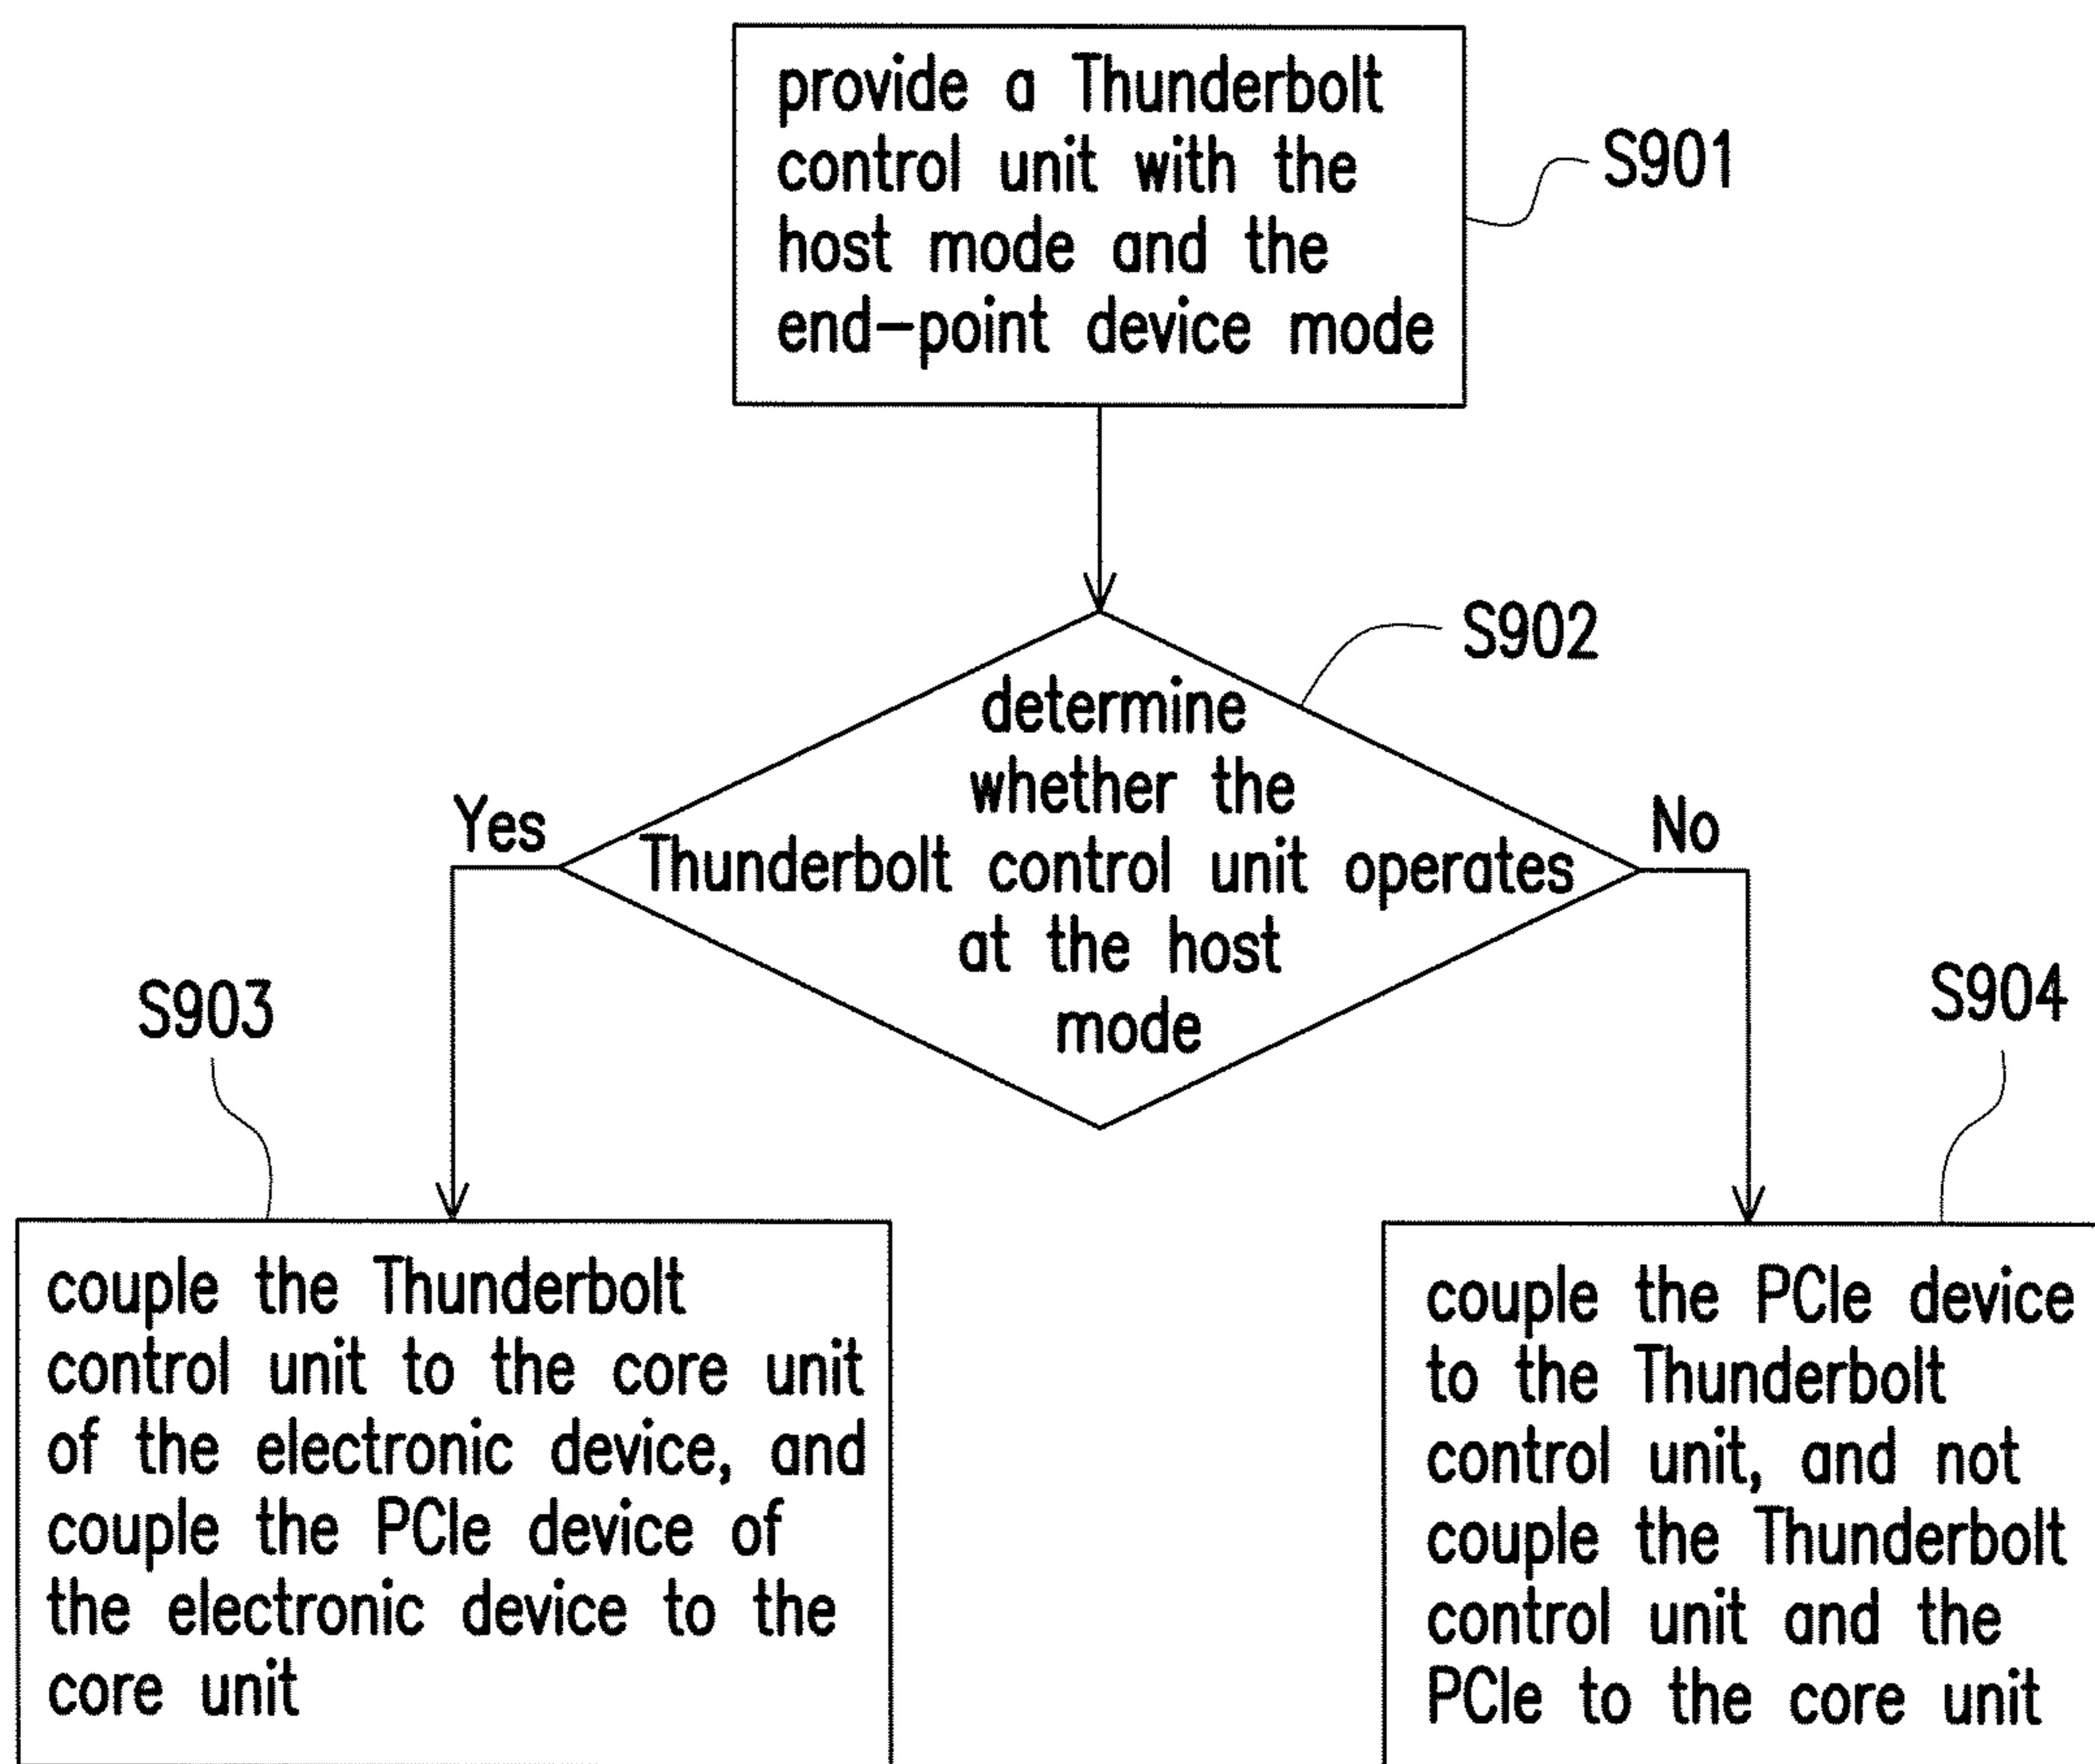 provide a Thunderbolt
control unit with the
host mode and the
end-point device mode
S901
S902
determine
whether the
Thunderbolt control unit operates
at the host
mode
Yes
No
S903
couple the Thunderbolt
control unit to the core unit
of the electronic device, and
couple the PCIe device of
the electronic device to the
core unit
S904
couple the PCIe device
to the Thunderbolt
control unit, and not
couple the Thunderbolt
control unit and the
PCIe to the core unit